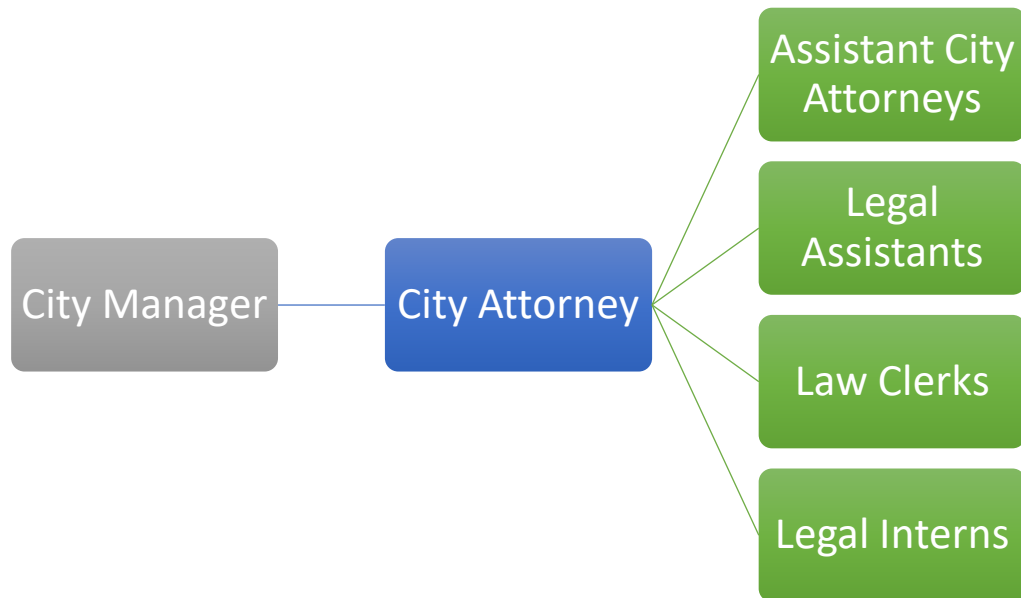 City Manager
City Attorney
Assistant City
Attorneys
Legal
Assistants
Law Clerks
Legal Interns